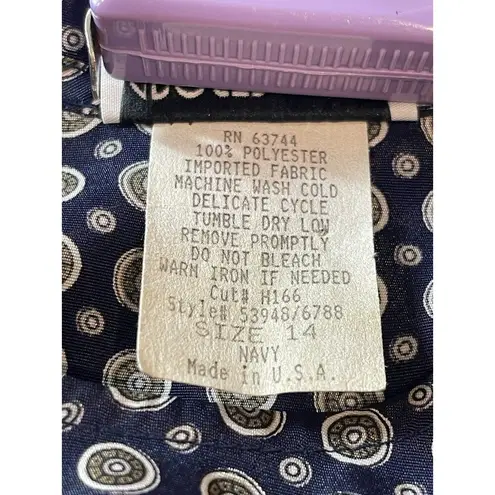 RN 63744
100% POLYESTER
IMPORTED FABRIC
MACHINE WASH COLD
DELICATE CYCLE
TUMBLE DRY LOW
REMOVE PROMPTLY
DO NOT BLEACH
WARM IRON IF NEEDED
Cut# H166
Style# 53948/6788
SIZE 14
NAVY
Made in U.S.A.